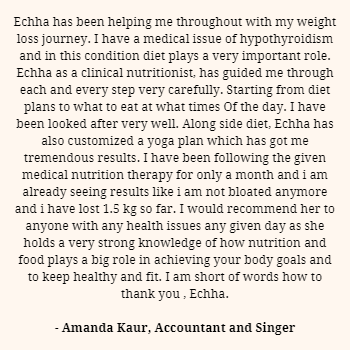 Echha has been helping me throughout with my weight
loss journey. I have a medical issue of hypothyroidism
and in this condition diet plays a very important role.
Echha as a clinical nutritionist, has guided me through
each and every step very carefully. Starting from diet
plans to what to eat at what times Of the day. I have
been looked after very well. Along side diet, Echha has
also customized a yoga plan which has got me
tremendous results. I have been following the given
medical nutrition therapy for only a month and i am
already seeing results like i am not bloated anymore
and i have lost 1.5 kg so far. I would recommend her to
anyone with any health issues any given day as she
holds a very strong knowledge of how nutrition and
food plays a big role in achieving your body goals and
to keep healthy and fit. I am short of words how to
thank you , Echha.
- Amanda Kaur, Accountant and Singer